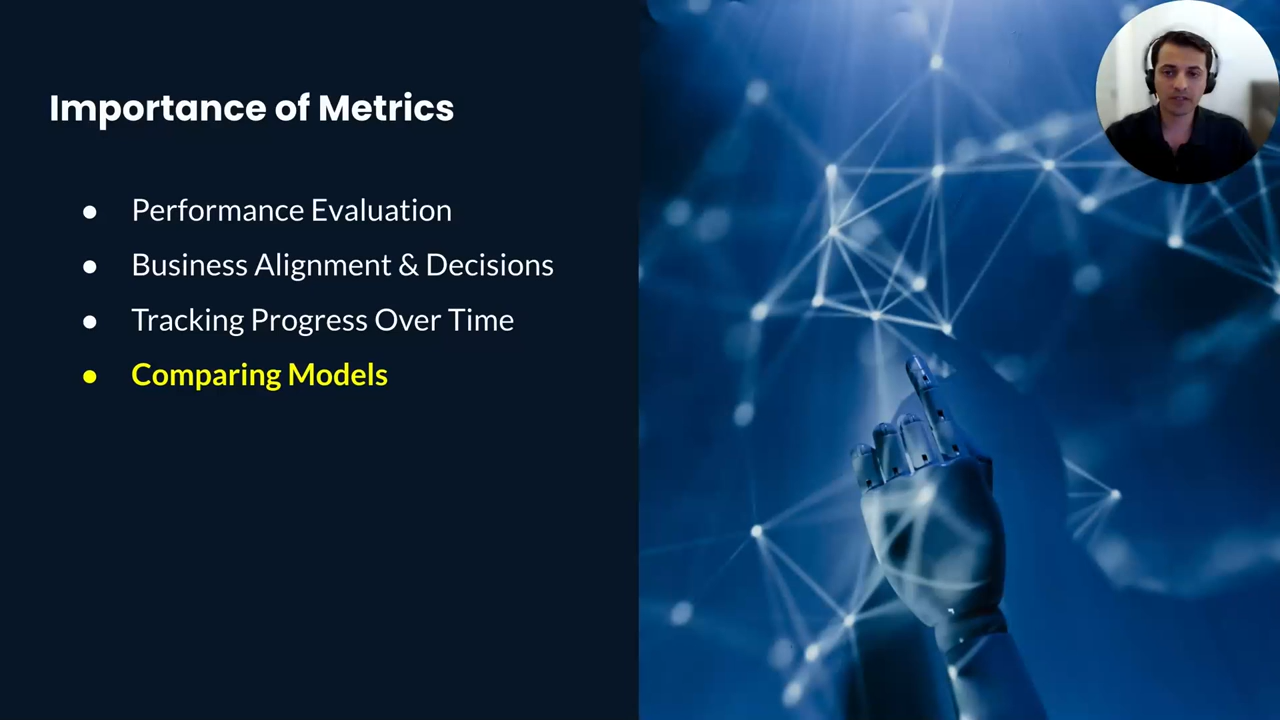 Importance of Metrics
● Performance Evaluation
● Business Alignment & Decisions
● Tracking Progress Over Time
● Comparing Models